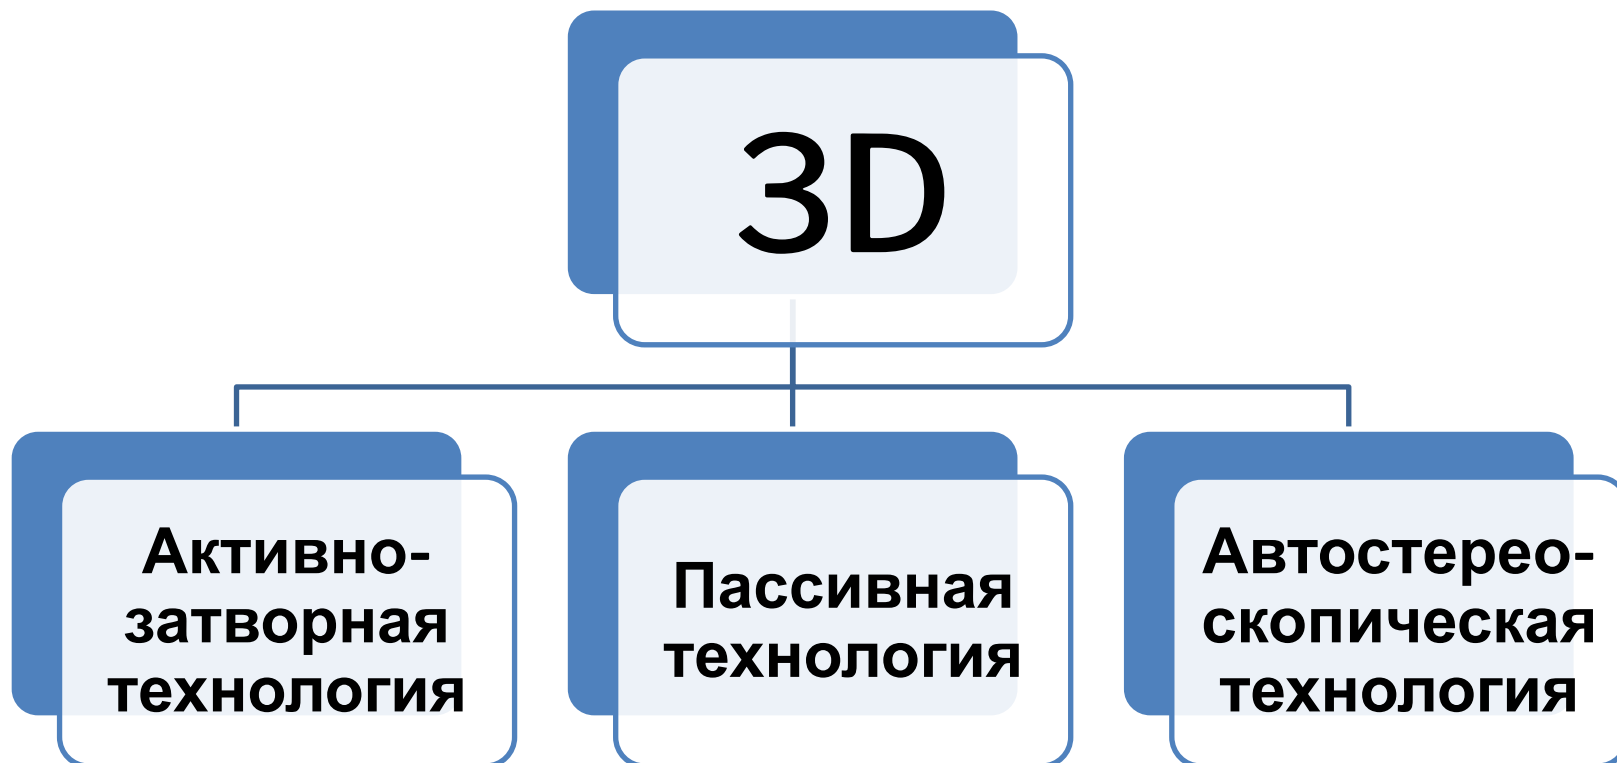 3D
Активно-
затворная
технология
Пассивная
технология
Автостерео-
скопическая
технология